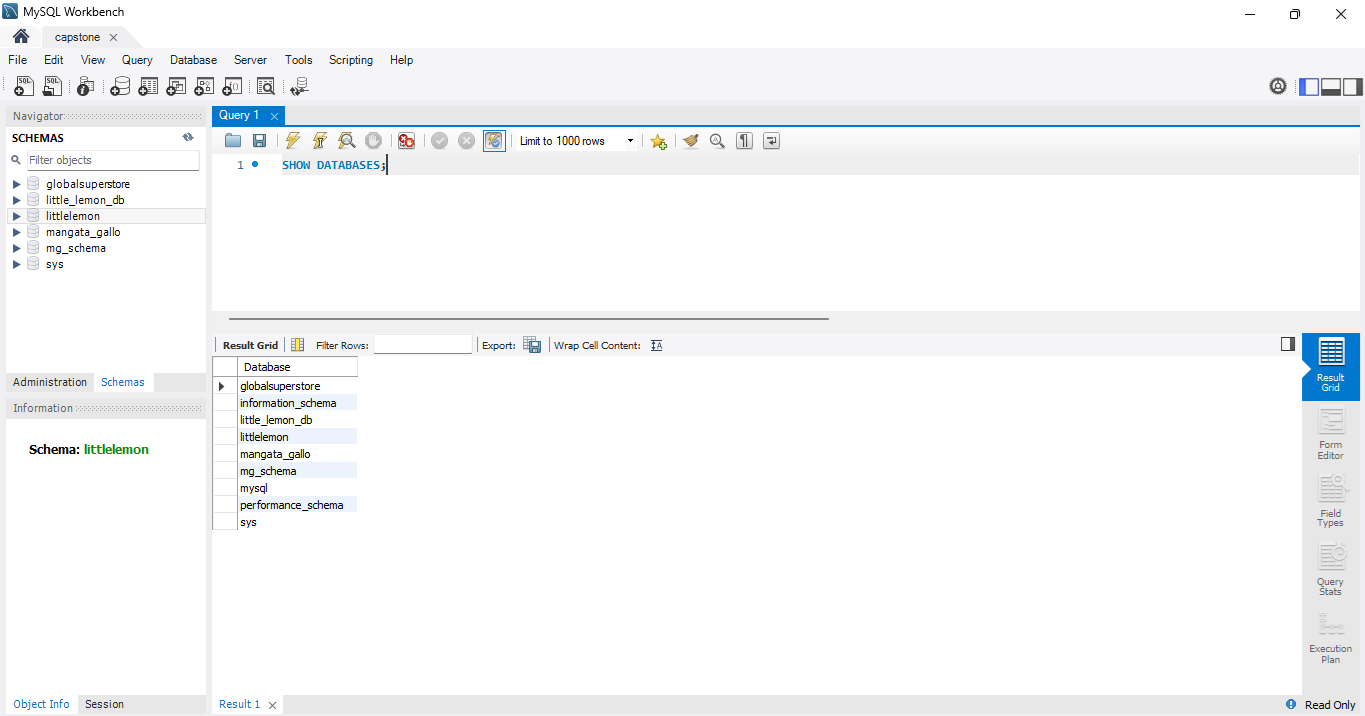 MySQL Workbench
capstone
File Edit View Query Database Server Tools Scripting Help
Navigator
SCHEMAS
Filter objects
globalsuperstore
little_lemon_db
littlelemon
mangata_gallo
mg_schema
sys
Administration Schemas
Information
Schema: littlelemon
Object Info Session
Query 1
Limit to 1000 rows
1 SHOW DATABASES;
Result Grid Filter Rows: Export: Wrap Cell Content:
Database
globalsuperstore
information_schema
little_lemon_db
littlelemon
mangata_gallo
mg_schema
mysql
performance_schema
sys
Result
Grid
Form
Editor
Field
Types
Query
Stats
Execution
Plan
Result 1
Read Only